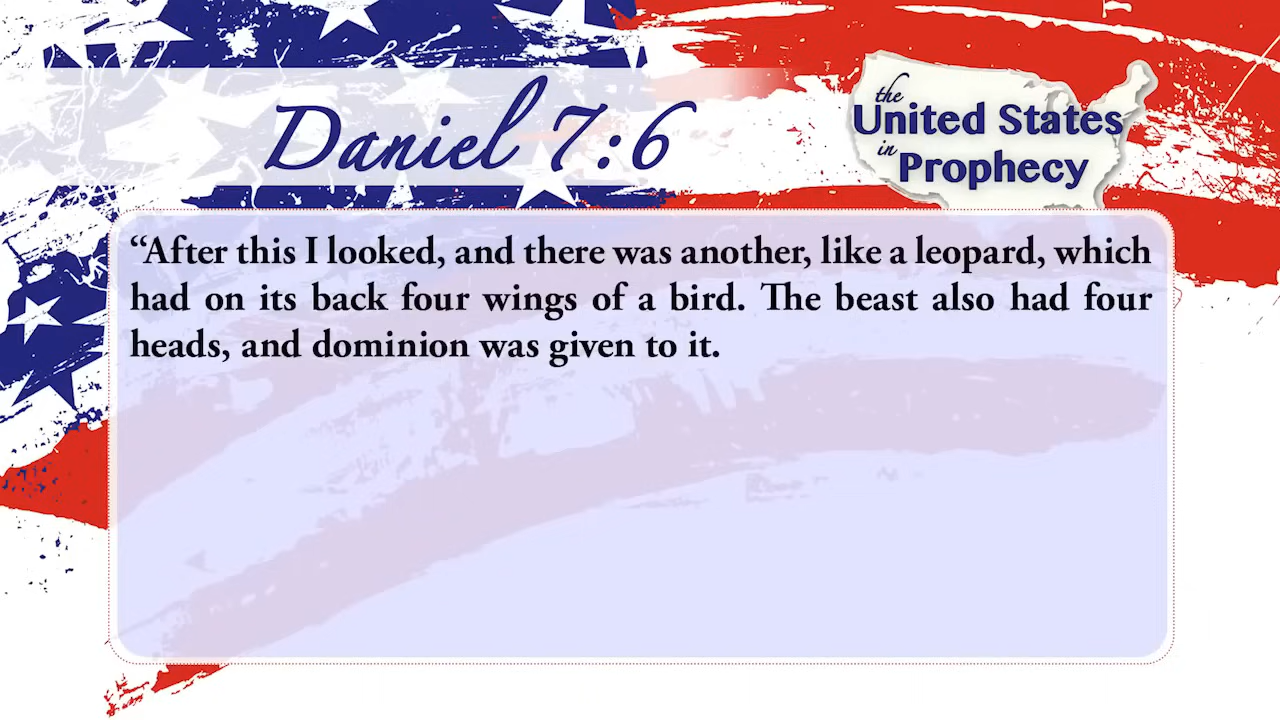 Daniel 7:6
the
United States
in
Prophecy
“After this I looked, and there was another, like a leopard, which
had on its back four wings of a bird. The beast also had four
heads, and dominion was given to it.